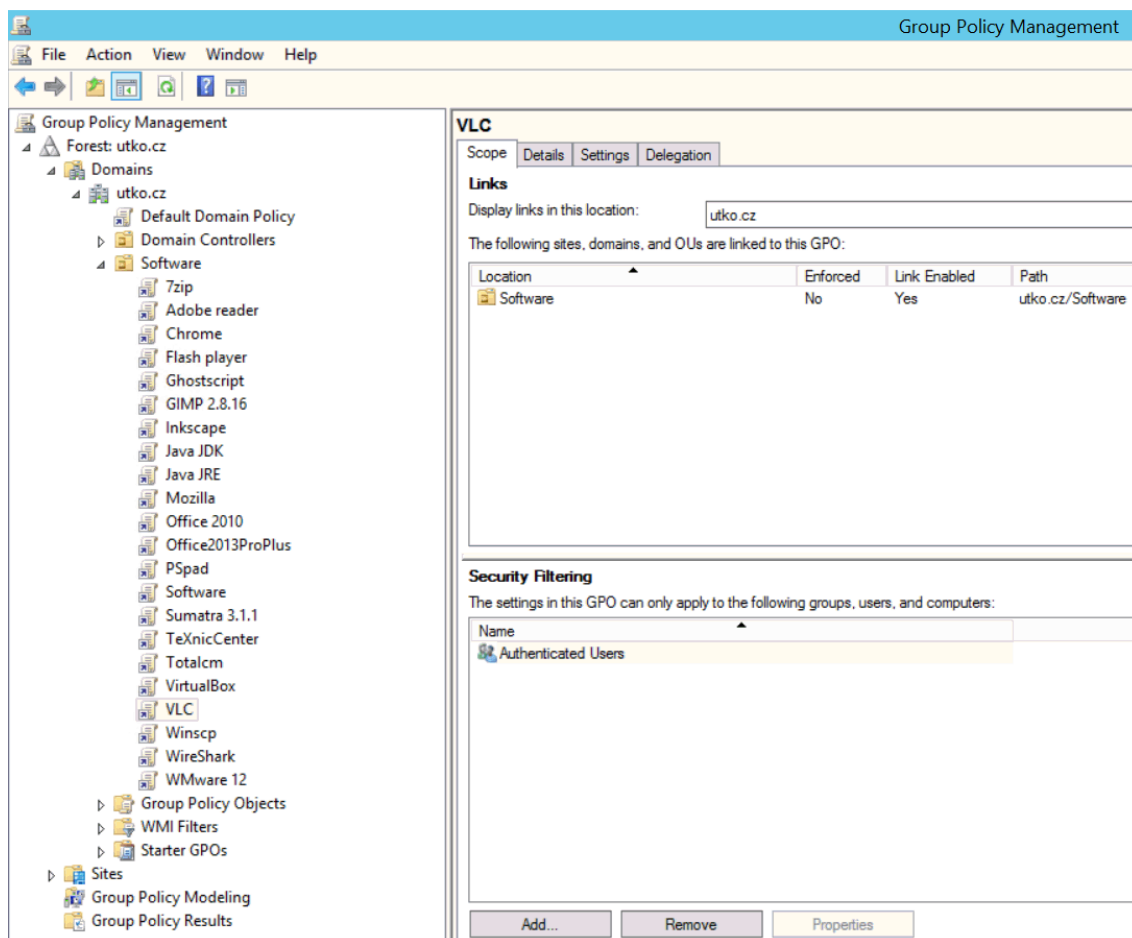 Group Policy Management
File Action View Window Help
Group Policy Management
Forest: utko.cz
Domains
utko.cz
Default Domain Policy
Domain Controllers
Software
7zip
Adobe reader
Chrome
Flash player
Ghostscript
GIMP 2.8.16
Inkscape
Java JDK
Java JRE
Mozilla
Office 2010
Office2013ProPlus
PSpad
Software
Sumatra 3.1.1
TeXnicCenter
Totalcm
VirtualBox
VLC
Winscp
WireShark
WMware 12
Group Policy Objects
WMI Filters
Starter GPOs
Sites
Group Policy Modeling
Group Policy Results
VLC
Scope Details Settings Delegation
Links
Display links in this location: utko.cz
The following sites, domains, and OUs are linked to this GPO:
Location Enforced Link Enabled Path
Software No Yes utko.cz/Software
Security Filtering
The settings in this GPO can only apply to the following groups, users, and computers:
Name
Authenticated Users
Add... Remove Properties